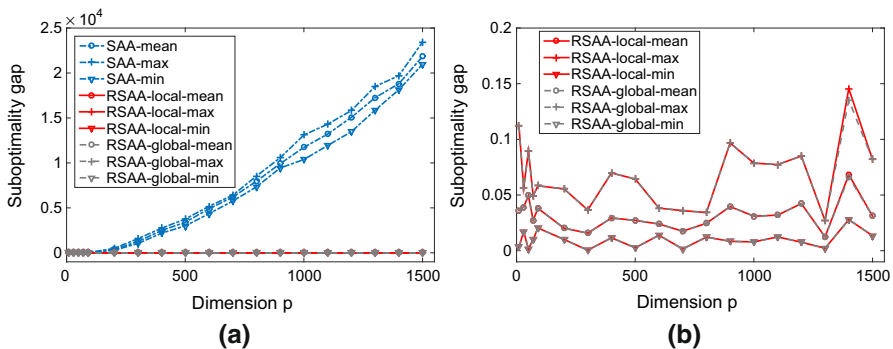 2.5 × 10⁴
2
1.5
1
0.5
0
Suboptimality gap
SAA-mean
SAA-max
SAA-min
RSAA-local-mean
RSAA-local-max
RSAA-local-min
RSAA-global-mean
RSAA-global-max
RSAA-global-min
0 500 1000 1500
Dimension p
(a)
0.2
0.15
0.1
0.05
0
Suboptimality gap
RSAA-local-mean
RSAA-local-max
RSAA-local-min
RSAA-global-mean
RSAA-global-max
RSAA-global-min
0 500 1000 1500
Dimension p
(b)